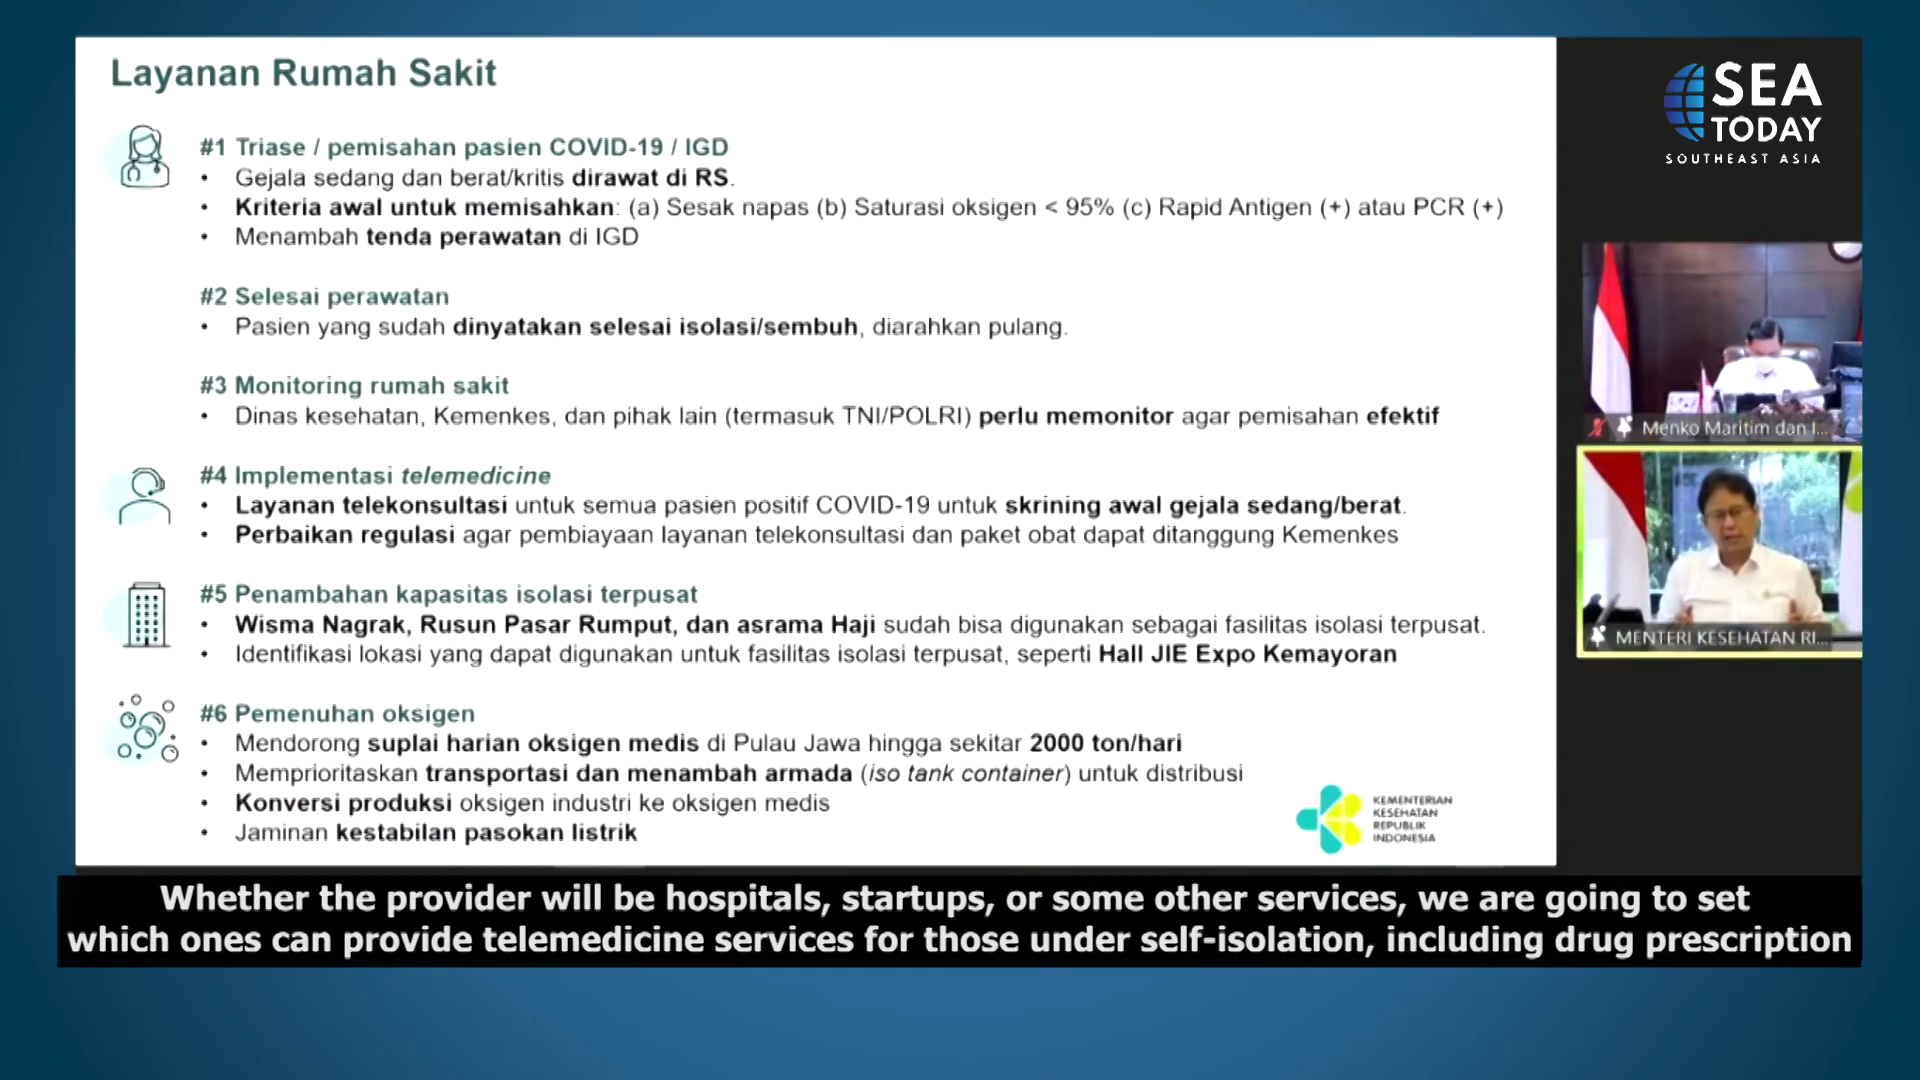 Layanan Rumah Sakit
#1 Triase / pemisahan pasien COVID-19 / IGD
• Gejala sedang dan berat/kritis dirawat di RS.
• Kriteria awal untuk memisahkan: (a) Sesak napas (b) Saturasi oksigen < 95% (c) Rapid Antigen (+) atau PCR (+)
• Menambah tenda perawatan di IGD
#2 Selesai perawatan
• Pasien yang sudah dinyatakan selesai isolasi/sembuh, diarahkan pulang.
#3 Monitoring rumah sakit
• Dinas kesehatan, Kemenkes, dan pihak lain (termasuk TNI/POLRI) perlu memonitor agar pemisahan efektif
#4 Implementasi telemedicine
• Layanan telekonsultasi untuk semua pasien positif COVID-19 untuk skrining awal gejala sedang/berat.
• Perbaikan regulasi agar pembiayaan layanan telekonsultasi dan paket obat dapat ditanggung Kemenkes
#5 Penambahan kapasitas isolasi terpusat
• Wisma Nagrak, Rusun Pasar Rumput, dan asrama Haji sudah bisa digunakan sebagai fasilitas isolasi terpusat.
• Identifikasi lokasi yang dapat digunakan untuk fasilitas isolasi terpusat, seperti Hall JIE Expo Kemayoran
#6 Pemenuhan oksigen
• Mendorong suplai harian oksigen medis di Pulau Jawa hingga sekitar 2000 ton/hari
• Memprioritaskan transportasi dan menambah armada (iso tank container) untuk distribusi
• Konversi produksi oksigen industri ke oksigen medis
• Jaminan kestabilan pasokan listrik
KEMENTERIAN
KESEHATAN
REPUBLIK
INDONESIA
SEA
TODAY
SOUTHEAST ASIA
Menko Maritim dan I...
MENTERI KESEHATAN RI...
Whether the provider will be hospitals, startups, or some other services, we are going to set
which ones can provide telemedicine services for those under self-isolation, including drug prescription